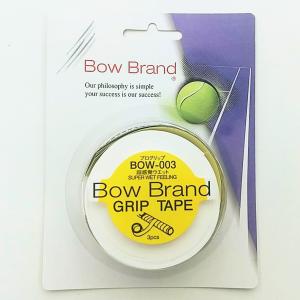 Bow Brand®
Our philosophy is simple
your success is our success!
プログリップ
BOW-003
超感覚ウエット
SUPER WET FEELING
Bow Brand
GRIP TAPE
3pcs